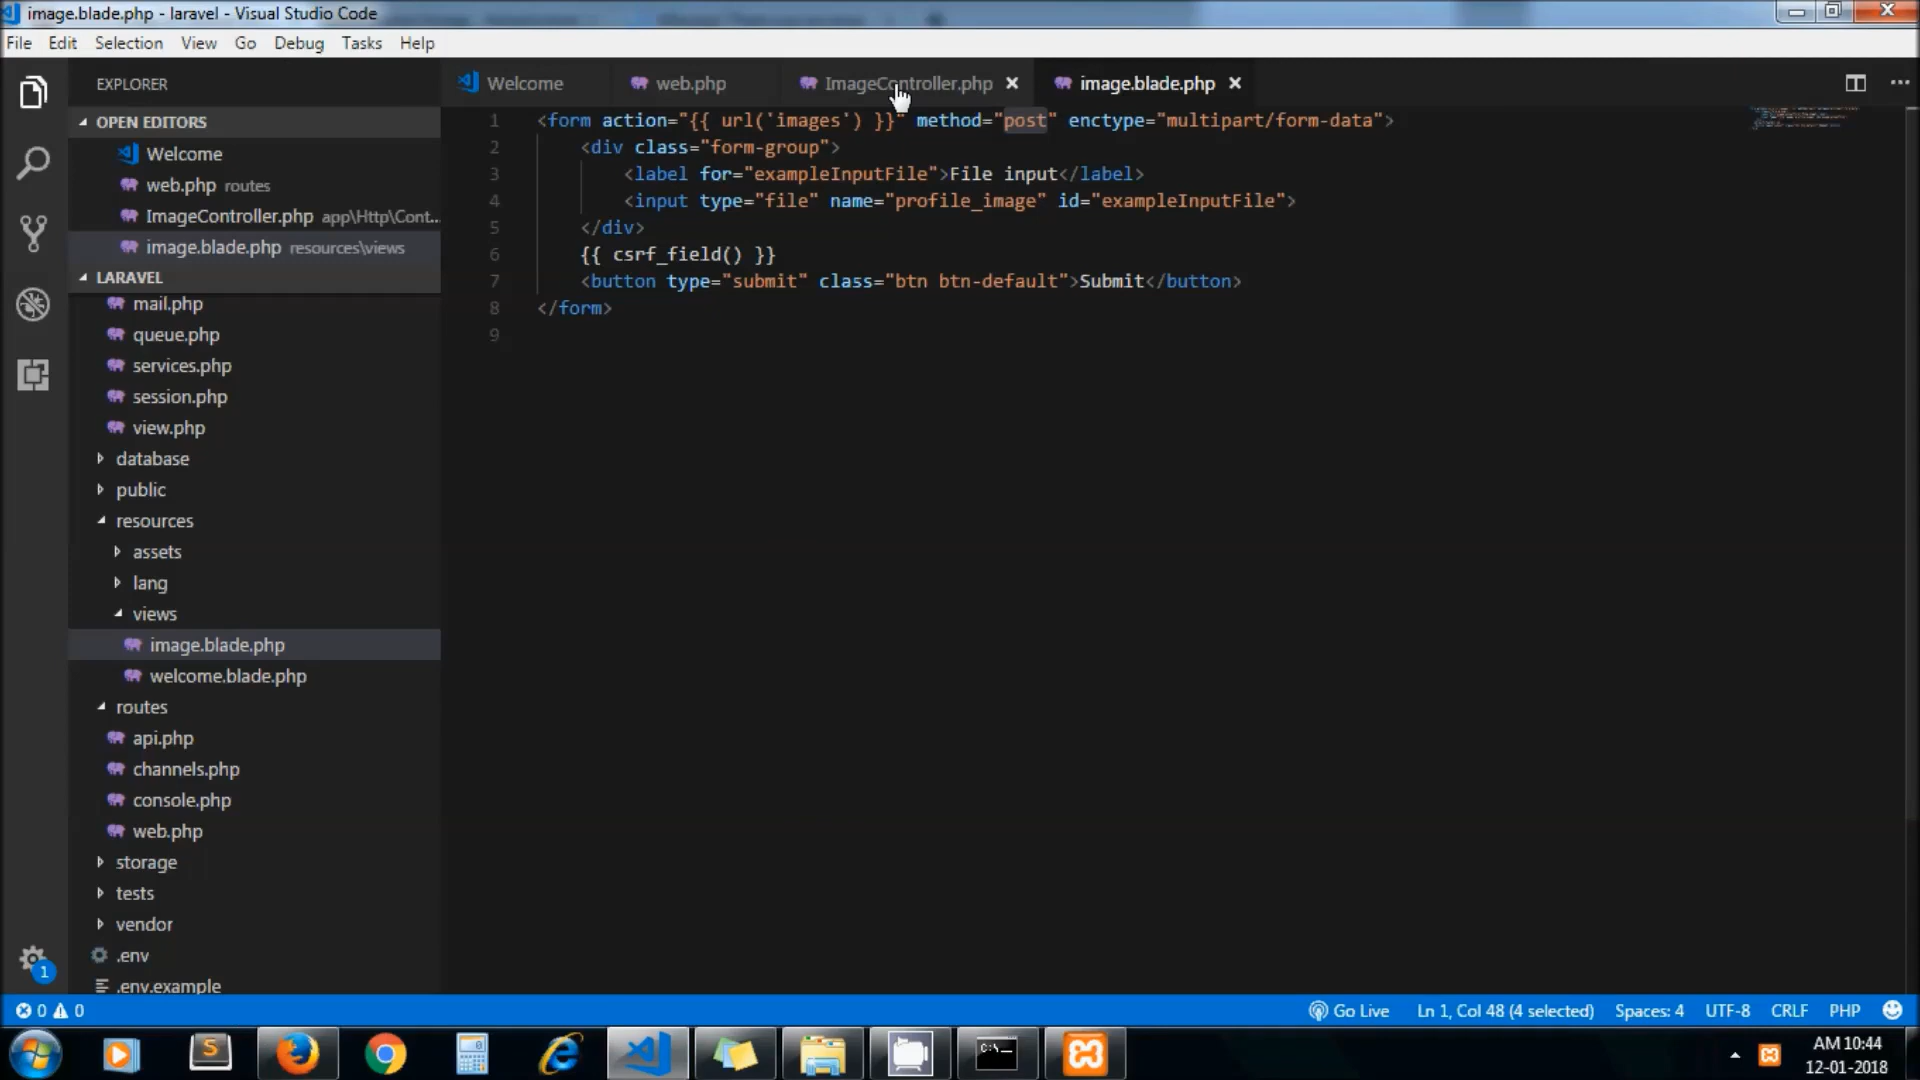 image.blade.php - laravel - Visual Studio Code
File Edit Selection View Go Debug Tasks Help
EXPLORER
OPEN EDITORS
Welcome
web.php routes
ImageController.php app\Http\Cont...
image.blade.php resources\views
LARAVEL
mail.php
queue.php
services.php
session.php
view.php
database
public
resources
assets
lang
views
image.blade.php
welcome.blade.php
routes
api.php
channels.php
console.php
web.php
storage
tests
vendor
.env
.env.example
Welcome web.php ImageController.php image.blade.php
1 <form action="{{ url('images') }}" method="post" enctype="multipart/form-data">
2 <div class="form-group">
3 <label for="exampleInputFile">File input</label>
4 <input type="file" name="profile_image" id="exampleInputFile">
5 </div>
6 {{ csrf_field() }}
7 <button type="submit" class="btn btn-default">Submit</button>
8 </form>
9
1
0 0 Go Live Ln 1, Col 48 (4 selected) Spaces: 4 UTF-8 CRLF PHP
AM 10:44
12-01-2018